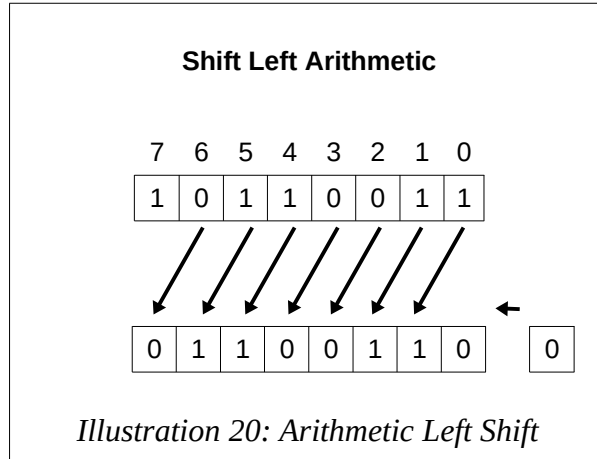 Shift Left Arithmetic
7 6 5 4 3 2 1 0
1 0 1 1 0 0 1 1
0 1 1 0 0 1 1 0 0
Illustration 20: Arithmetic Left Shift